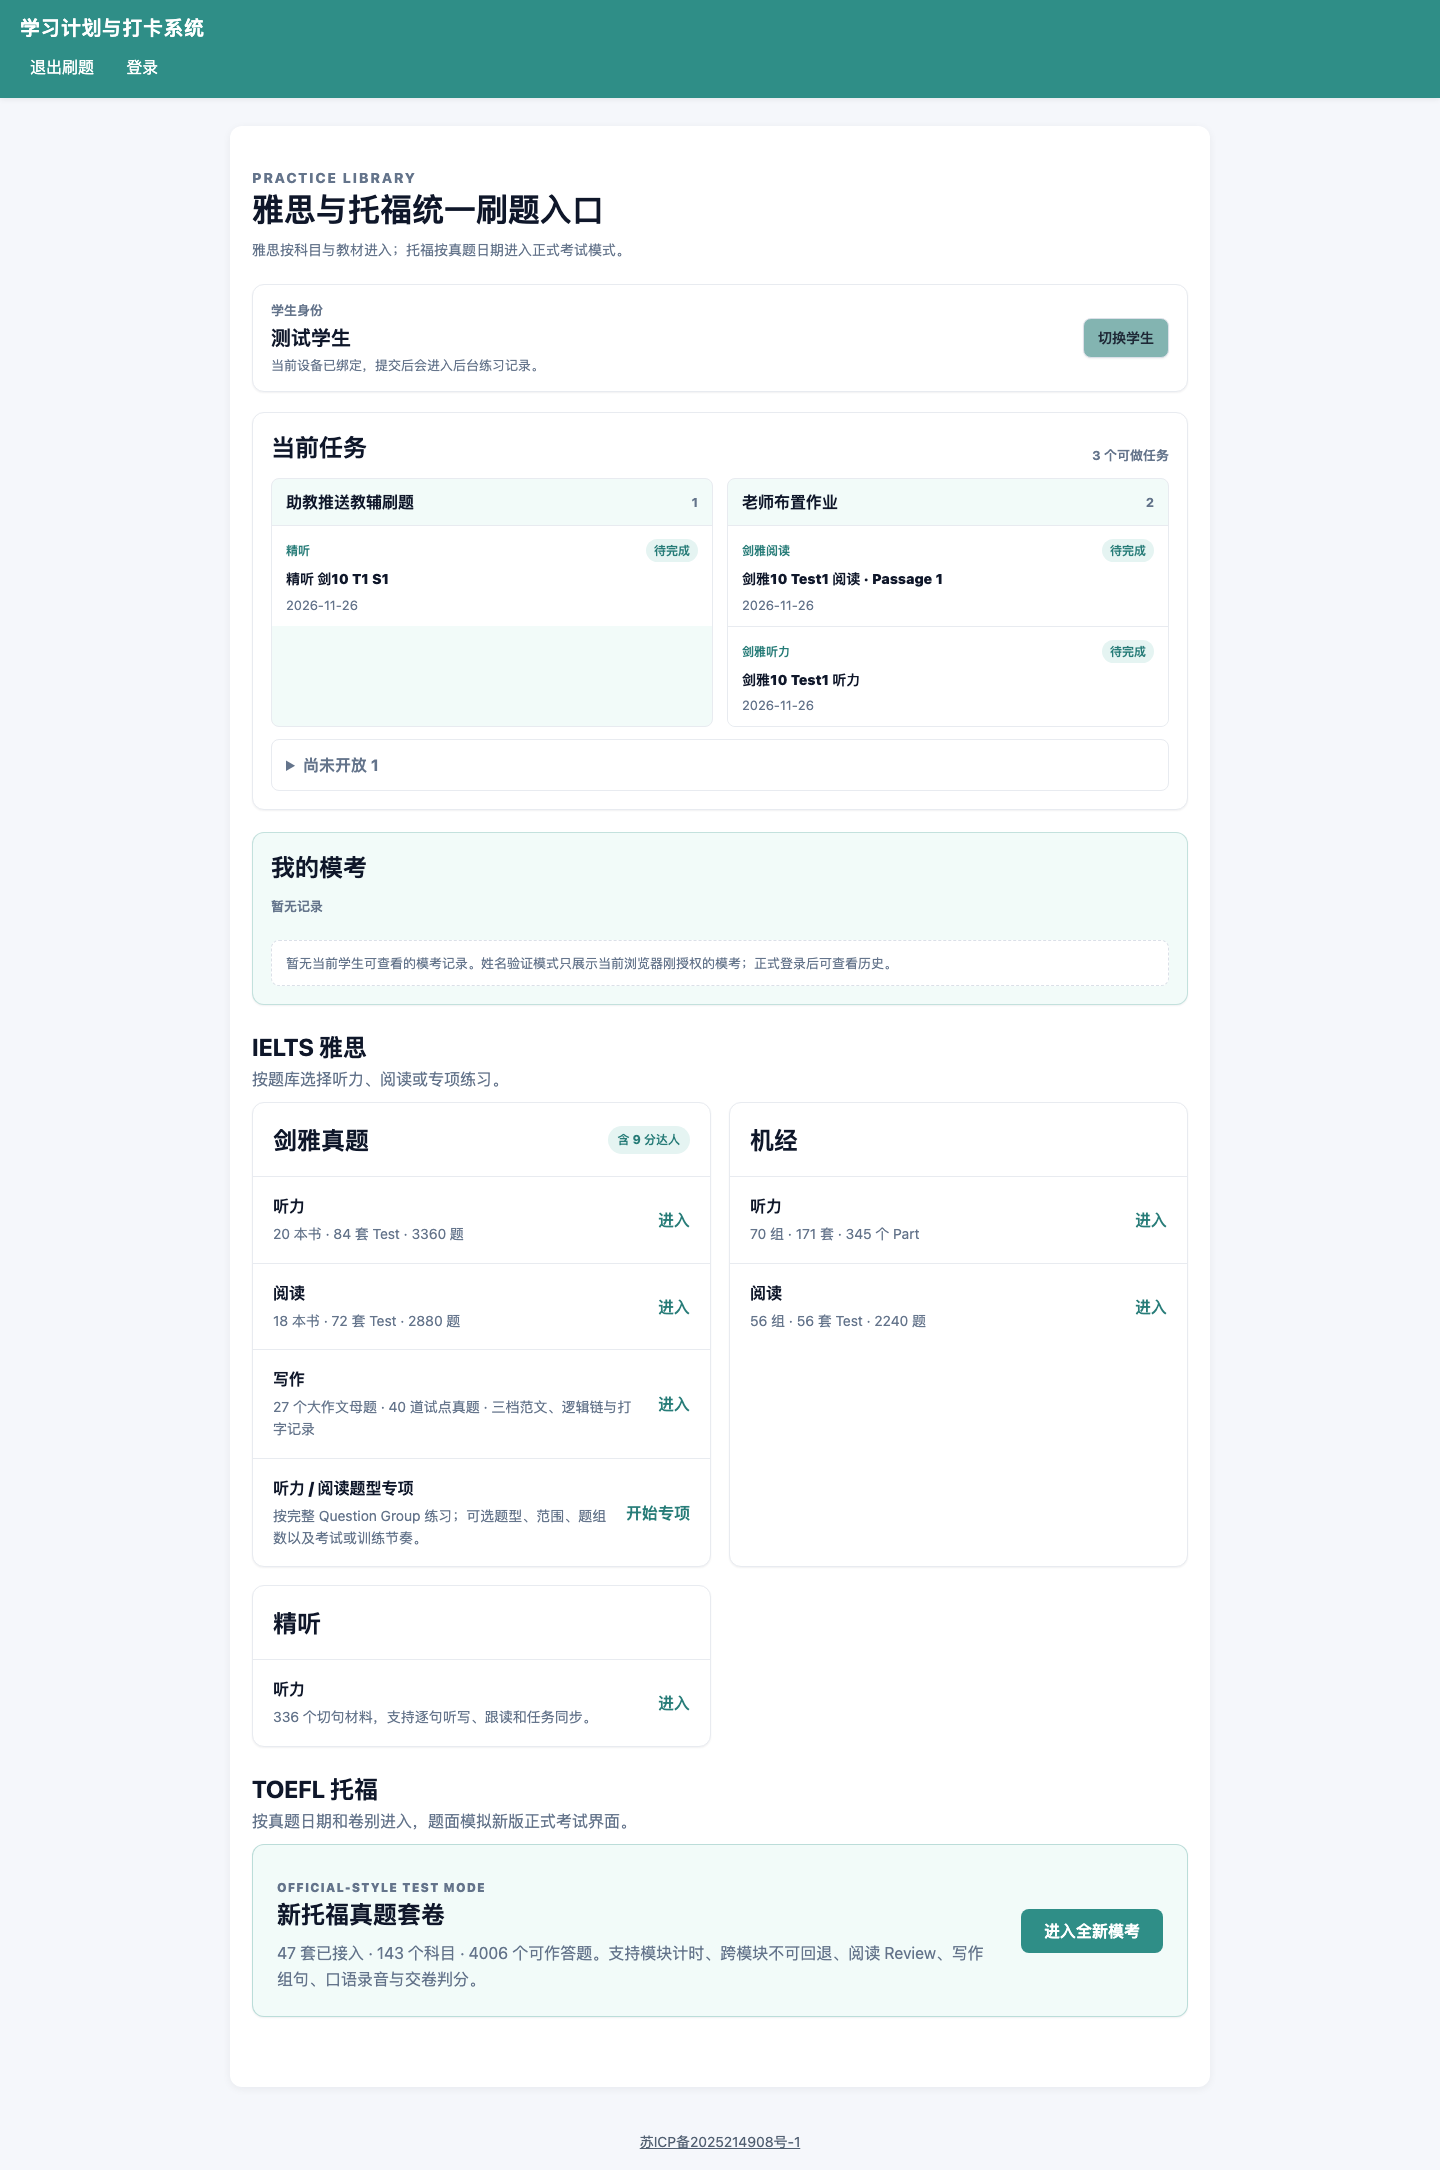 学习计划与打卡系统
退出刷题 登录
PRACTICE LIBRARY
雅思与托福统一刷题入口
雅思按科目与教材进入；托福按真题日期进入正式考试模式。
学生身份
测试学生
当前设备已绑定，提交后会进入后台练习记录。
切换学生
当前任务
3 个可做任务
助教推送教辅刷题 1
精听 待完成
精听 剑10 T1 S1
2026-11-26
老师布置作业 2
剑雅阅读 待完成
剑雅10 Test1 阅读 · Passage 1
2026-11-26
剑雅听力 待完成
剑雅10 Test1 听力
2026-11-26
▶ 尚未开放 1
我的模考
暂无记录
暂无当前学生可查看的模考记录。姓名验证模式只展示当前浏览器刚授权的模考；正式登录后可查看历史。
IELTS 雅思
按题库选择听力、阅读或专项练习。
剑雅真题 含 9 分达人
听力
20 本书 · 84 套 Test · 3360 题
进入
阅读
18 本书 · 72 套 Test · 2880 题
进入
写作
27 个大作文母题 · 40 道试点真题 · 三档范文、逻辑链与打
字记录
进入
听力 / 阅读题型专项
按完整 Question Group 练习；可选题型、范围、题组
数以及考试或训练节奏。
开始专项
机经
听力
70 组 · 171 套 · 345 个 Part
进入
阅读
56 组 · 56 套 Test · 2240 题
进入
精听
听力
336 个切句材料，支持逐句听写、跟读和任务同步。
进入
TOEFL 托福
按真题日期和卷别进入，题面模拟新版正式考试界面。
OFFICIAL-STYLE TEST MODE
新托福真题套卷
47 套已接入 · 143 个科目 · 4006 个可作答题。支持模块计时、跨模块不可回退、阅读 Review、写作
组句、口语录音与交卷判分。
进入全新模考
苏ICP备2025214908号-1